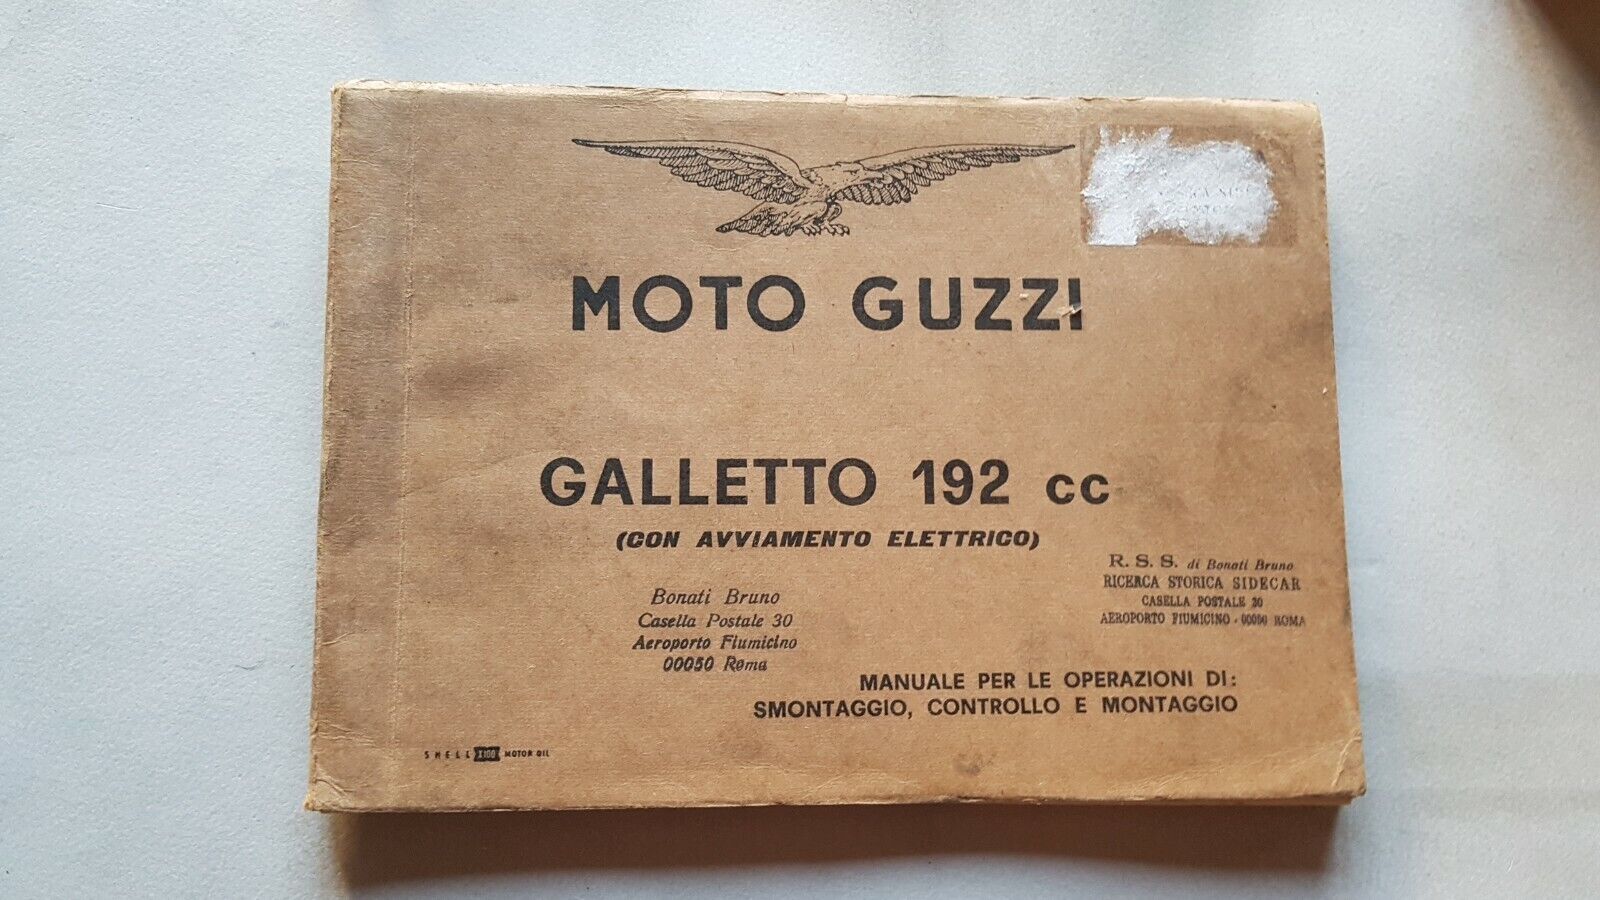 MOTO GUZZI
GALLETTO 192 cc
(CON AVVIAMENTO ELETTRICO)
Bonati Bruno
Casella Postale 30
Aeroporto Fiumicino
00050 Roma
R. S. S. di Bonati Bruno
RICERCA STORICA SIDECAR
CASELLA POSTALE 30
AEROPORTO FIUMICINO - 00050 ROMA
MANUALE PER LE OPERAZIONI DI:
SMONTAGGIO, CONTROLLO E MONTAGGIO
SHELL X100 MOTOR OIL